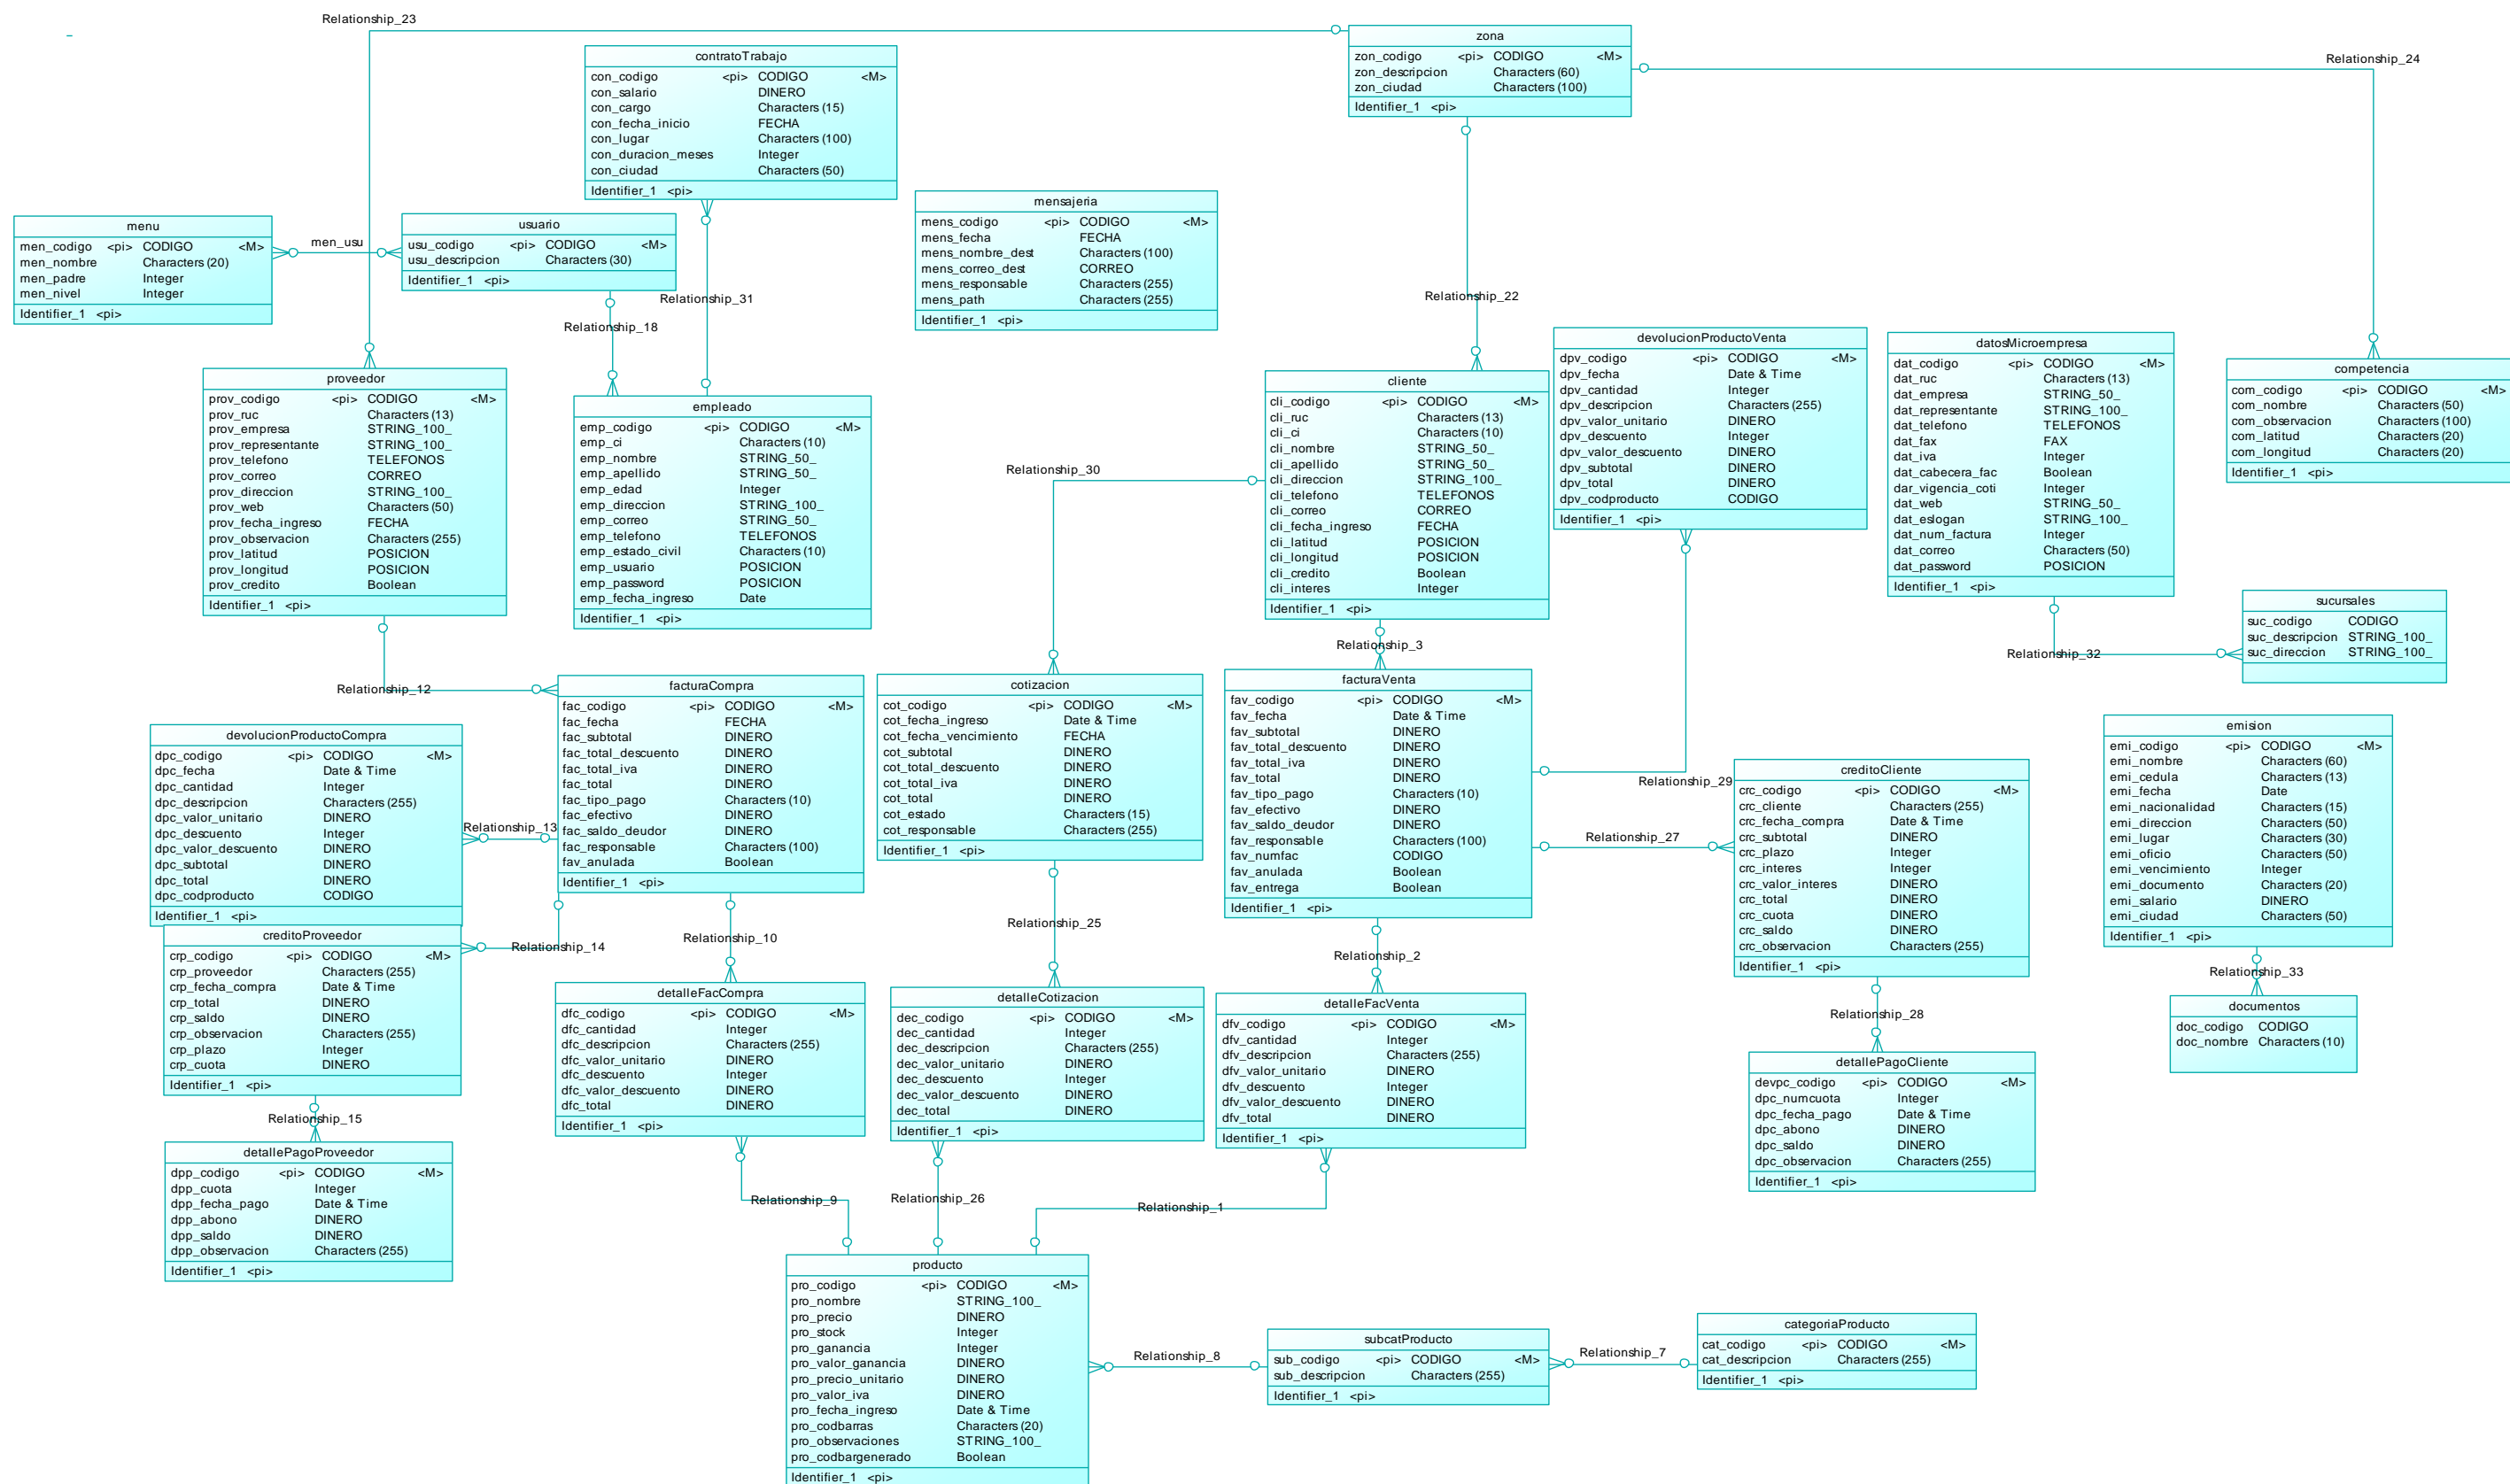 Relationship_23
zona
zon_codigo <pi> CODIGO <M>
zon_descripcion Characters (60)
zon_ciudad Characters (100)
Identifier_1 <pi>
Relationship_24
contratoTrabajo
con_codigo <pi> CODIGO <M>
con_salario DINERO
con_cargo Characters (15)
con_fecha_inicio FECHA
con_lugar Characters (100)
con_duracion_meses Integer
con_ciudad Characters (50)
Identifier_1 <pi>
mensajeria
mens_codigo <pi> CODIGO <M>
mens_fecha FECHA
mens_nombre_dest Characters (100)
mens_correo_dest CORREO
mens_responsable Characters (255)
mens_path Characters (255)
Identifier_1 <pi>
menu
men_codigo <pi> CODIGO <M>
men_nombre Characters (20)
men_padre Integer
men_nivel Integer
Identifier_1 <pi>
men_usu
usuario
usu_codigo <pi> CODIGO <M>
usu_descripcion Characters (30)
Identifier_1 <pi>
Relationship_31
Relationship_18
Relationship_22
proveedor
prov_codigo <pi> CODIGO <M>
prov_ruc Characters (13)
prov_empresa STRING_100_
prov_representante STRING_100_
prov_telefono TELEFONOS
prov_correo CORREO
prov_direccion STRING_100_
prov_web Characters (50)
prov_fecha_ingreso FECHA
prov_observacion Characters (255)
prov_latitud POSICION
prov_longitud POSICION
prov_credito Boolean
Identifier_1 <pi>
empleado
emp_codigo <pi> CODIGO <M>
emp_ci Characters (10)
emp_nombre STRING_50_
emp_apellido STRING_50_
emp_edad Integer
emp_direccion STRING_100_
emp_correo STRING_50_
emp_telefono TELEFONOS
emp_estado_civil Characters (10)
emp_usuario POSICION
emp_password POSICION
emp_fecha_ingreso Date
Identifier_1 <pi>
Relationship_30
cliente
cli_codigo <pi> CODIGO <M>
cli_ruc Characters (13)
cli_ci Characters (10)
cli_nombre STRING_50_
cli_apellido STRING_50_
cli_direccion STRING_100_
cli_telefono TELEFONOS
cli_correo CORREO
cli_fecha_ingreso FECHA
cli_latitud POSICION
cli_longitud POSICION
cli_credito Boolean
cli_interes Integer
Identifier_1 <pi>
devolucionProductoVenta
dpv_codigo <pi> CODIGO <M>
dpv_fecha Date & Time
dpv_cantidad Integer
dpv_descripcion Characters (255)
dpv_valor_unitario DINERO
dpv_descuento Integer
dpv_valor_descuento DINERO
dpv_subtotal DINERO
dpv_total DINERO
dpv_codproducto CODIGO
Identifier_1 <pi>
datosMicroempresa
dat_codigo <pi> CODIGO <M>
dat_ruc Characters (13)
dat_empresa STRING_50_
dat_representante STRING_100_
dat_telefono TELEFONOS
dat_fax FAX
dat_iva Integer
dat_cabecera_fac Boolean
dar_vigencia_coti Integer
dat_web STRING_50_
dat_eslogan STRING_100_
dat_num_factura Integer
dat_correo Characters (50)
dat_password POSICION
Identifier_1 <pi>
competencia
com_codigo <pi> CODIGO <M>
com_nombre Characters (50)
com_observacion Characters (100)
com_latitud Characters (20)
com_longitud Characters (20)
Identifier_1 <pi>
sucursales
suc_codigo CODIGO
suc_descripcion STRING_100_
suc_direccion STRING_100_
Relationship_32
Relationship_3
Relationship_12
facturaCompra
fac_codigo <pi> CODIGO <M>
fac_fecha FECHA
fac_subtotal DINERO
fac_total_descuento DINERO
fac_total_iva DINERO
fac_total DINERO
fac_tipo_pago Characters (10)
fac_efectivo DINERO
fac_saldo_deudor DINERO
fac_responsable Characters (100)
fav_anulada Boolean
Identifier_1 <pi>
cotizacion
cot_codigo <pi> CODIGO <M>
cot_fecha_ingreso Date & Time
cot_fecha_vencimiento FECHA
cot_subtotal DINERO
cot_total_descuento DINERO
cot_total_iva DINERO
cot_total DINERO
cot_estado Characters (15)
cot_responsable Characters (255)
Identifier_1 <pi>
facturaVenta
fav_codigo <pi> CODIGO <M>
fav_fecha Date & Time
fav_subtotal DINERO
fav_total_descuento DINERO
fav_total_iva DINERO
fav_total DINERO
fav_tipo_pago Characters (10)
fav_efectivo DINERO
fav_saldo_deudor DINERO
fav_responsable Characters (100)
fav_numfac CODIGO
fav_anulada Boolean
fav_entrega Boolean
Identifier_1 <pi>
devolucionProductoCompra
dpc_codigo <pi> CODIGO <M>
dpc_fecha Date & Time
dpc_cantidad Integer
dpc_descripcion Characters (255)
dpc_valor_unitario DINERO
dpc_descuento Integer
dpc_valor_descuento DINERO
dpc_subtotal DINERO
dpc_total DINERO
dpc_codproducto CODIGO
Identifier_1 <pi>
Relationship_13
Relationship_29
Relationship_27
creditoCliente
crc_codigo <pi> CODIGO <M>
crc_cliente Characters (255)
crc_fecha_compra Date & Time
crc_subtotal DINERO
crc_plazo Integer
crc_interes Integer
crc_valor_interes DINERO
crc_total DINERO
crc_cuota DINERO
crc_saldo DINERO
crc_observacion Characters (255)
Identifier_1 <pi>
emision
emi_codigo <pi> CODIGO <M>
emi_nombre Characters (60)
emi_cedula Characters (13)
emi_fecha Date
emi_nacionalidad Characters (15)
emi_direccion Characters (50)
emi_lugar Characters (30)
emi_oficio Characters (50)
emi_vencimiento Integer
emi_documento Characters (20)
emi_salario DINERO
emi_ciudad Characters (50)
Identifier_1 <pi>
creditoProveedor
crp_codigo <pi> CODIGO <M>
crp_proveedor Characters (255)
crp_fecha_compra Date & Time
crp_total DINERO
crp_saldo DINERO
crp_observacion Characters (255)
crp_plazo Integer
crp_cuota DINERO
Identifier_1 <pi>
Relationship_14
Relationship_10
Relationship_25
Relationship_2
Relationship_33
documentos
doc_codigo CODIGO
doc_nombre Characters (10)
detalleFacCompra
dfc_codigo <pi> CODIGO <M>
dfc_cantidad Integer
dfc_descripcion Characters (255)
dfc_valor_unitario DINERO
dfc_descuento Integer
dfc_valor_descuento DINERO
dfc_total DINERO
Identifier_1 <pi>
detalleCotizacion
dec_codigo <pi> CODIGO <M>
dec_cantidad Integer
dec_descripcion Characters (255)
dec_valor_unitario DINERO
dec_descuento Integer
dec_valor_descuento DINERO
dec_total DINERO
Identifier_1 <pi>
detalleFacVenta
dfv_codigo <pi> CODIGO <M>
dfv_cantidad Integer
dfv_descripcion Characters (255)
dfv_valor_unitario DINERO
dfv_descuento Integer
dfv_valor_descuento DINERO
dfv_total DINERO
Identifier_1 <pi>
Relationship_28
detallePagoCliente
devpc_codigo <pi> CODIGO <M>
dpc_numcuota Integer
dpc_fecha_pago Date & Time
dpc_abono DINERO
dpc_saldo DINERO
dpc_observacion Characters (255)
Identifier_1 <pi>
Relationship_15
detallePagoProveedor
dpp_codigo <pi> CODIGO <M>
dpp_cuota Integer
dpp_fecha_pago Date & Time
dpp_abono DINERO
dpp_saldo DINERO
dpp_observacion Characters (255)
Identifier_1 <pi>
Relationship_9
Relationship_26
Relationship_1
producto
pro_codigo <pi> CODIGO <M>
pro_nombre STRING_100_
pro_precio DINERO
pro_stock Integer
pro_ganancia Integer
pro_valor_ganancia DINERO
pro_precio_unitario DINERO
pro_valor_iva DINERO
pro_fecha_ingreso Date & Time
pro_codbarras Characters (20)
pro_observaciones STRING_100_
pro_codbargenerado Boolean
Identifier_1 <pi>
Relationship_8
subcatProducto
sub_codigo <pi> CODIGO <M>
sub_descripcion Characters (255)
Identifier_1 <pi>
Relationship_7
categoriaProducto
cat_codigo <pi> CODIGO <M>
cat_descripcion Characters (255)
Identifier_1 <pi>